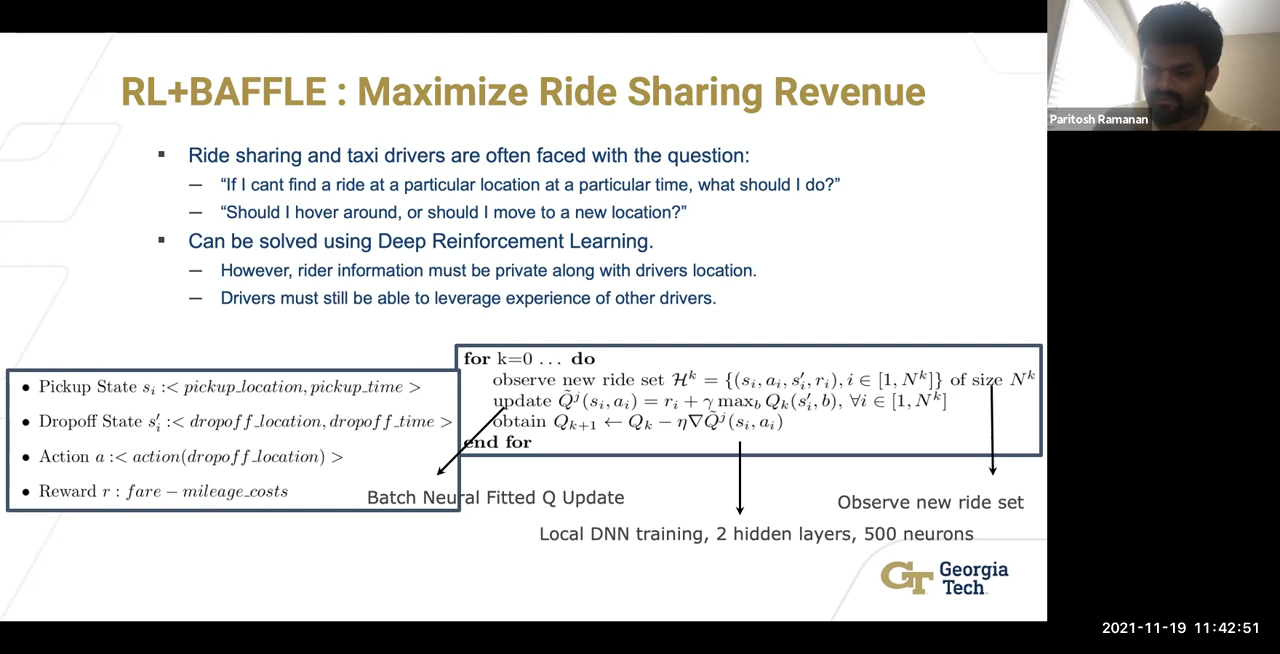 RL+BAFFLE : Maximize Ride Sharing Revenue
Paritosh Ramanan
▪ Ride sharing and taxi drivers are often faced with the question:
– “If I cant find a ride at a particular location at a particular time, what should I do?”
– “Should I hover around, or should I move to a new location?”
▪ Can be solved using Deep Reinforcement Learning.
– However, rider information must be private along with drivers location.
– Drivers must still be able to leverage experience of other drivers.
• Pickup State s_i :< pickup_location, pickup_time >
• Dropoff State s'_i :< dropoff_location, dropoff_time >
• Action a :< action(dropoff_location) >
• Reward r : fare − mileage_costs
for k=0 … do
observe new ride set ℋ^k = {(s_i, a_i, s'_i, r_i), i ∈ [1, N^k]} of size N^k
update Q̃^j(s_i, a_i) = r_i + γ max_b Q_k(s'_i, b), ∀i ∈ [1, N^k]
obtain Q_{k+1} ← Q_k − η∇Q̃^j(s_i, a_i)
end for
Batch Neural Fitted Q Update
Observe new ride set
Local DNN training, 2 hidden layers, 500 neurons
GT Georgia
Tech
2021-11-19 11:42:51